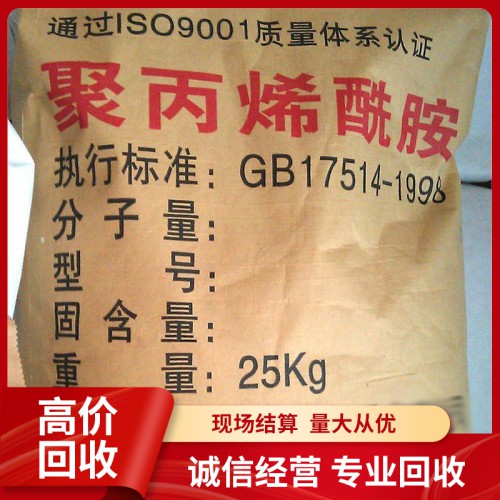 通过ISO9001质量体系认证
聚丙烯酰胺
执行标准：GB17514-1998
分子量：
型号：
固含量：
重量：25Kg
高价
回收
现场结算 量大从优
诚信经营 专业回收